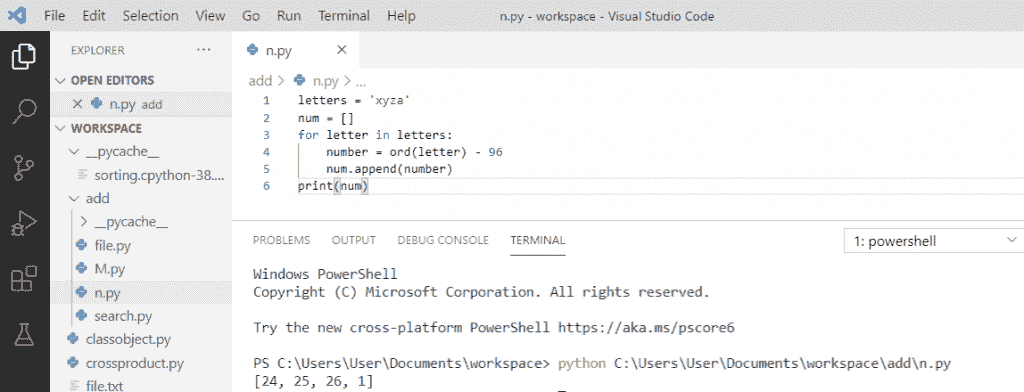 File Edit Selection View Go Run Terminal Help n.py - workspace - Visual Studio Code
EXPLORER ...
OPEN EDITORS
n.py add
WORKSPACE
__pycache__
sorting.cpython-38....
add
__pycache__
file.py
M.py
n.py
search.py
classobject.py
crossproduct.py
file.txt
n.py
add > n.py > ...
1 letters = 'xyza'
2 num = []
3 for letter in letters:
4 number = ord(letter) - 96
5 num.append(number)
6 print(num)
PROBLEMS OUTPUT DEBUG CONSOLE TERMINAL 1: powershell
Windows PowerShell
Copyright (C) Microsoft Corporation. All rights reserved.
Try the new cross-platform PowerShell https://aka.ms/pscore6
PS C:\Users\User\Documents\workspace> python C:\Users\User\Documents\workspace\add\n.py
[24, 25, 26, 1]